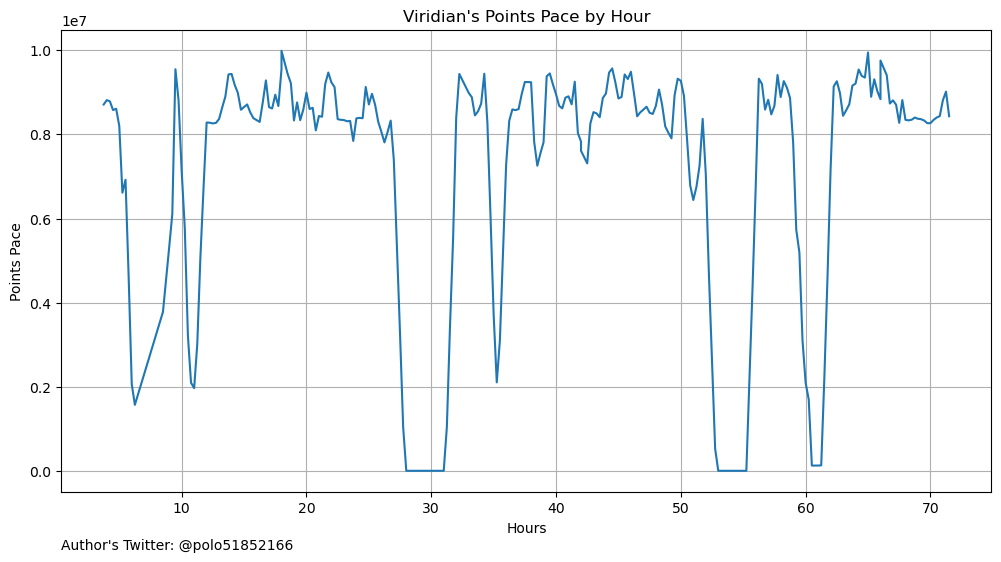 Viridian's Points Pace by Hour
1e7
1.0
0.8
0.6
0.4
0.2
0.0
Points Pace
10 20 30 40 50 60 70
Hours
Author's Twitter: @polo51852166